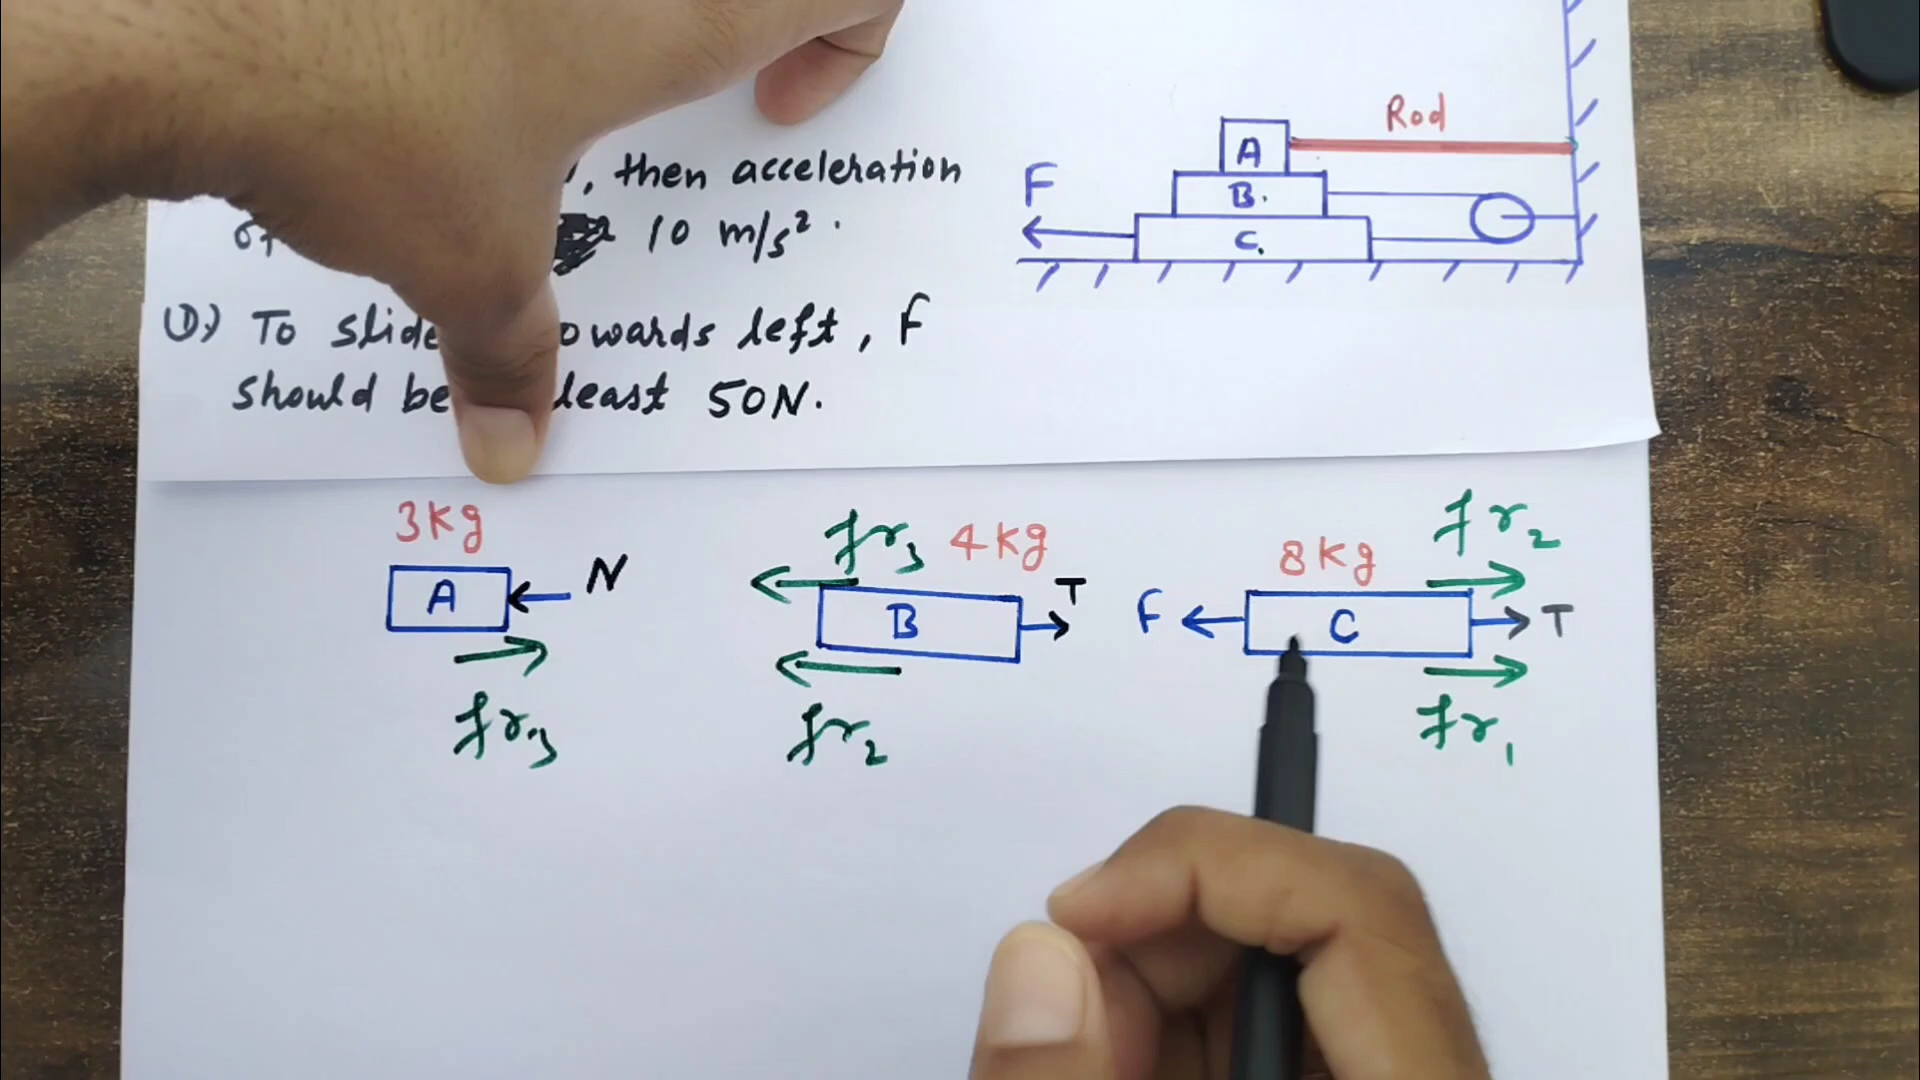 , then acceleration
10 m/s².
D.) To slide towards left, F
should be least 50N.
Rod
A
F
B.
C.
3kg
A
N
fr₃
fr₃
4kg
T
B
fr₂
fr₂
8kg
F
C
T
fr₁